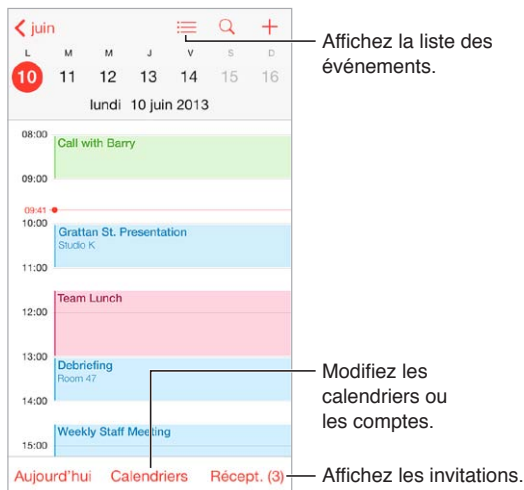 juin
L M M J V S D
10 11 12 13 14 15 16
lundi 10 juin 2013
08:00
Call with Barry
09:00
09:41
10:00
Grattan St. Presentation
Studio K
11:00
Team Lunch
12:00
13:00
Debriefing
Room 47
14:00
Weekly Staff Meeting
15:00
Aujourd'hui Calendriers Récept. (3)
Affichez la liste des
événements.
Modifiez les
calendriers ou
les comptes.
Affichez les invitations.